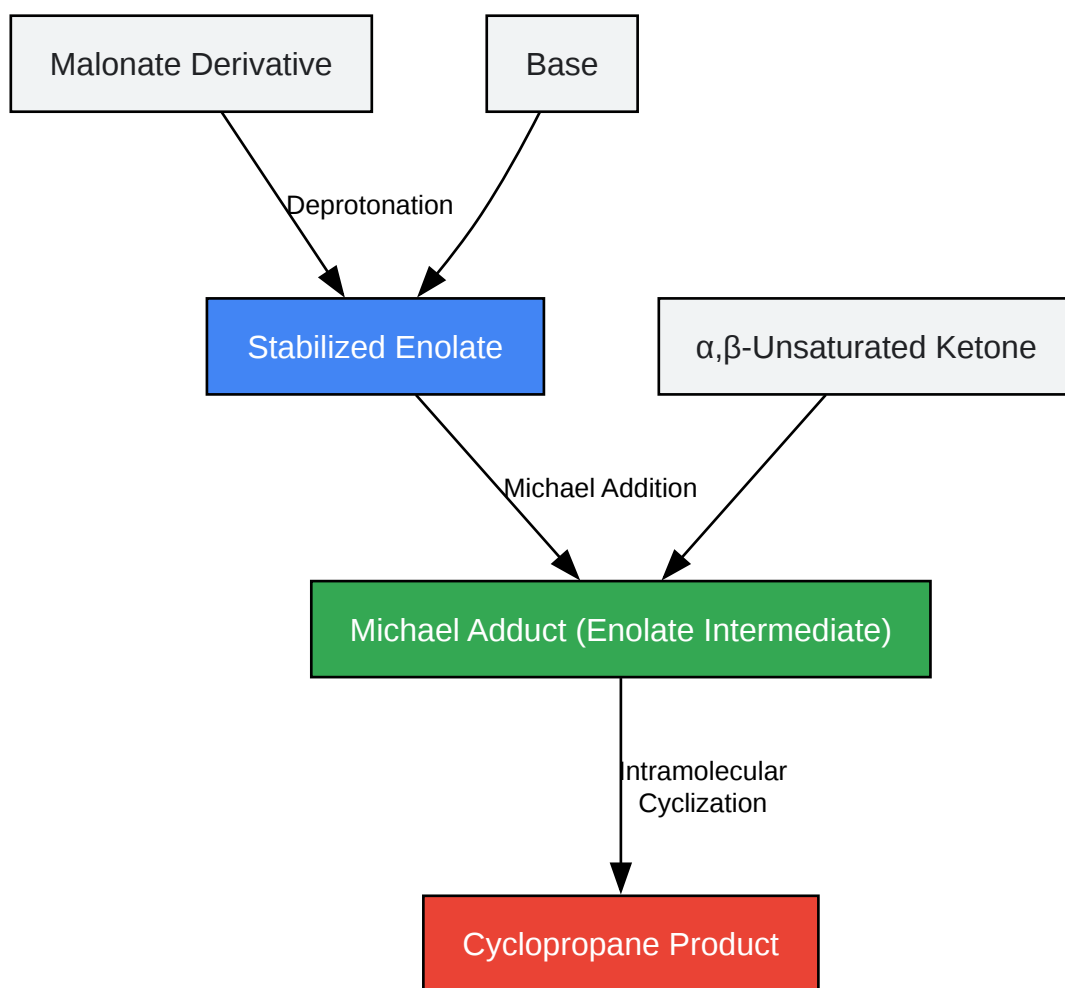 Malonate Derivative
Base
Deprotonation
Stabilized Enolate
α,β-Unsaturated Ketone
Michael Addition
Michael Adduct (Enolate Intermediate)
Intramolecular
Cyclization
Cyclopropane Product